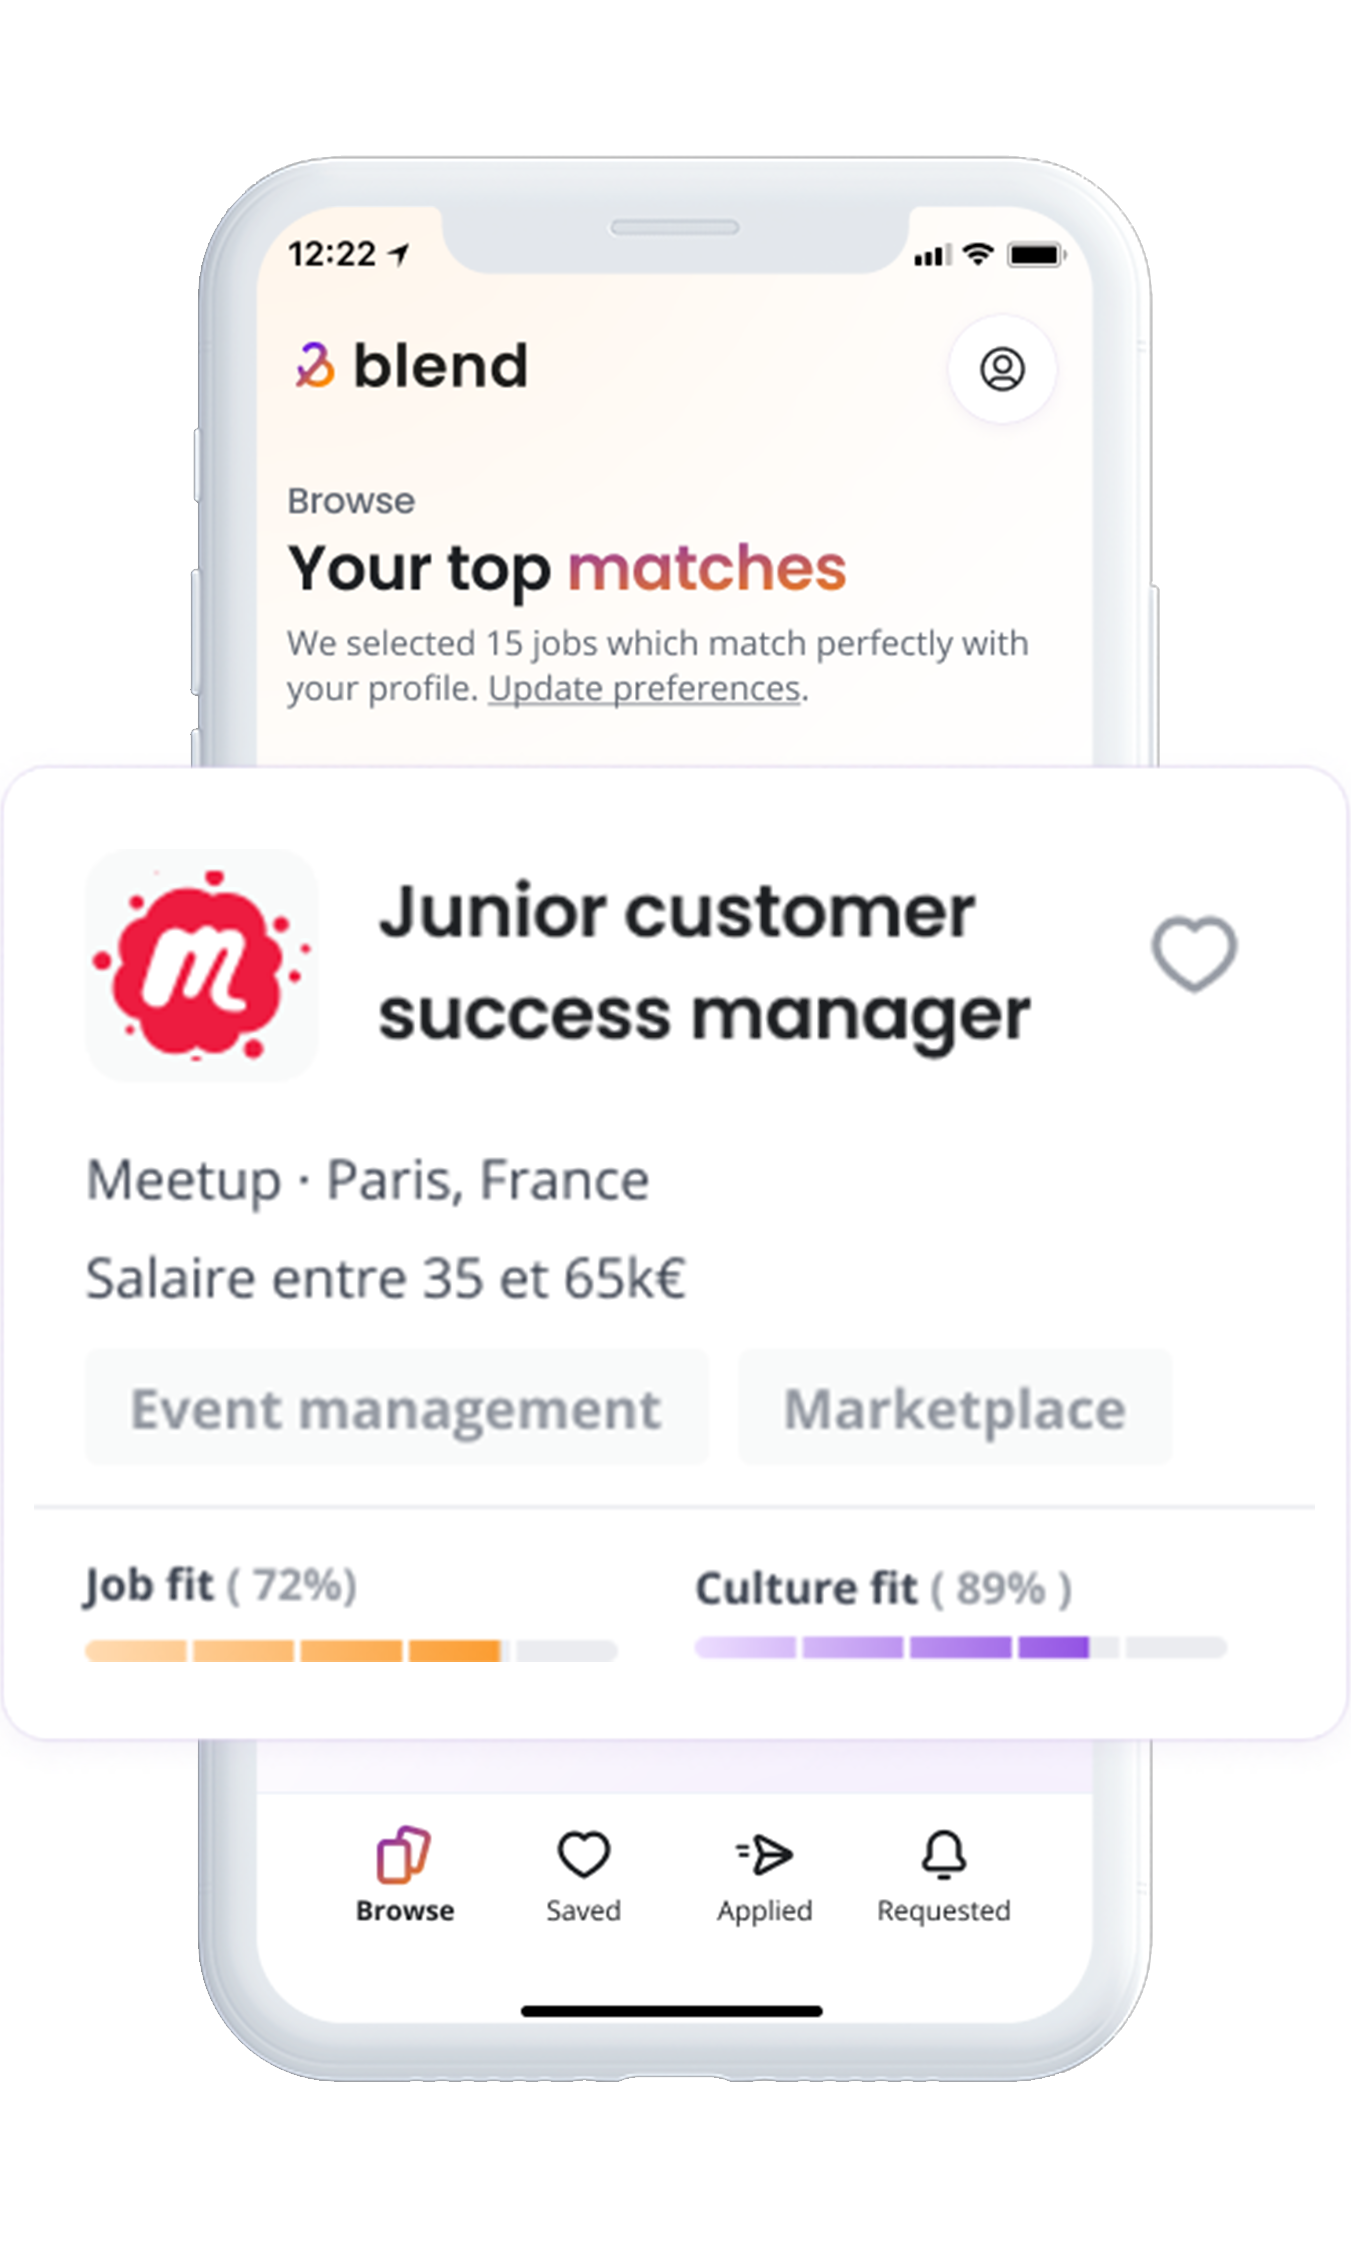 12:22
blend
Browse
Your top matches
We selected 15 jobs which match perfectly with
your profile. Update preferences.
m
Junior customer
success manager
Meetup · Paris, France
Salaire entre 35 et 65k€
Event management Marketplace
Job fit ( 72%) Culture fit ( 89% )
Browse Saved Applied Requested